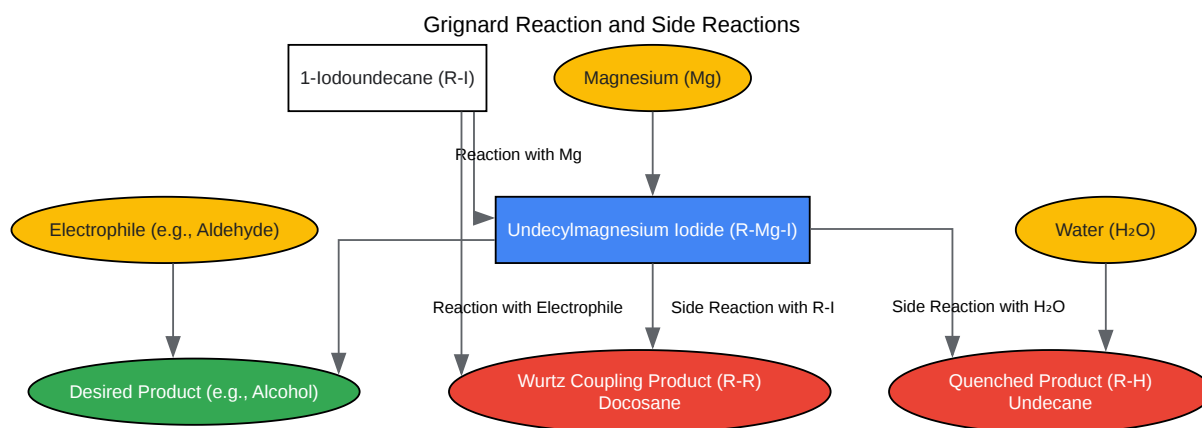 Grignard Reaction and Side Reactions
1-Iodoundecane (R-I)
Magnesium (Mg)
Reaction with Mg
Electrophile (e.g., Aldehyde)
Undecylmagnesium Iodide (R-Mg-I)
Water (H₂O)
Reaction with Electrophile
Side Reaction with R-I
Side Reaction with H₂O
Desired Product (e.g., Alcohol)
Wurtz Coupling Product (R-R)
Docosane
Quenched Product (R-H)
Undecane